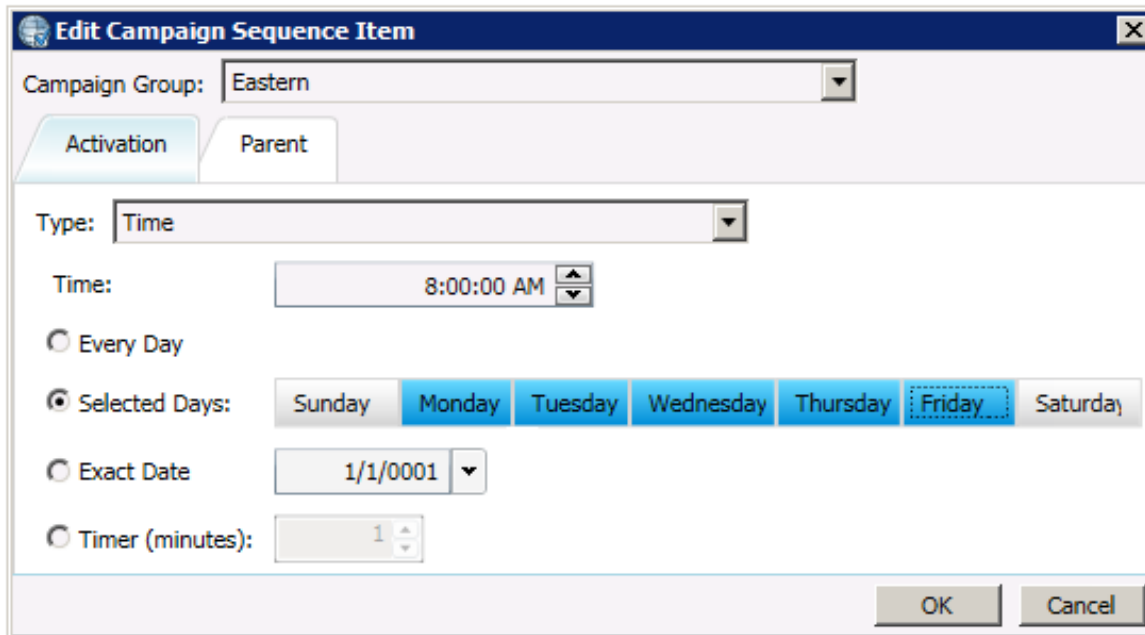 Edit Campaign Sequence Item
Campaign Group: Eastern
Activation Parent
Type: Time
Time: 8:00:00 AM
Every Day
Selected Days: Sunday Monday Tuesday Wednesday Thursday Friday Saturday
Exact Date 1/1/0001
Timer (minutes): 1
OK Cancel